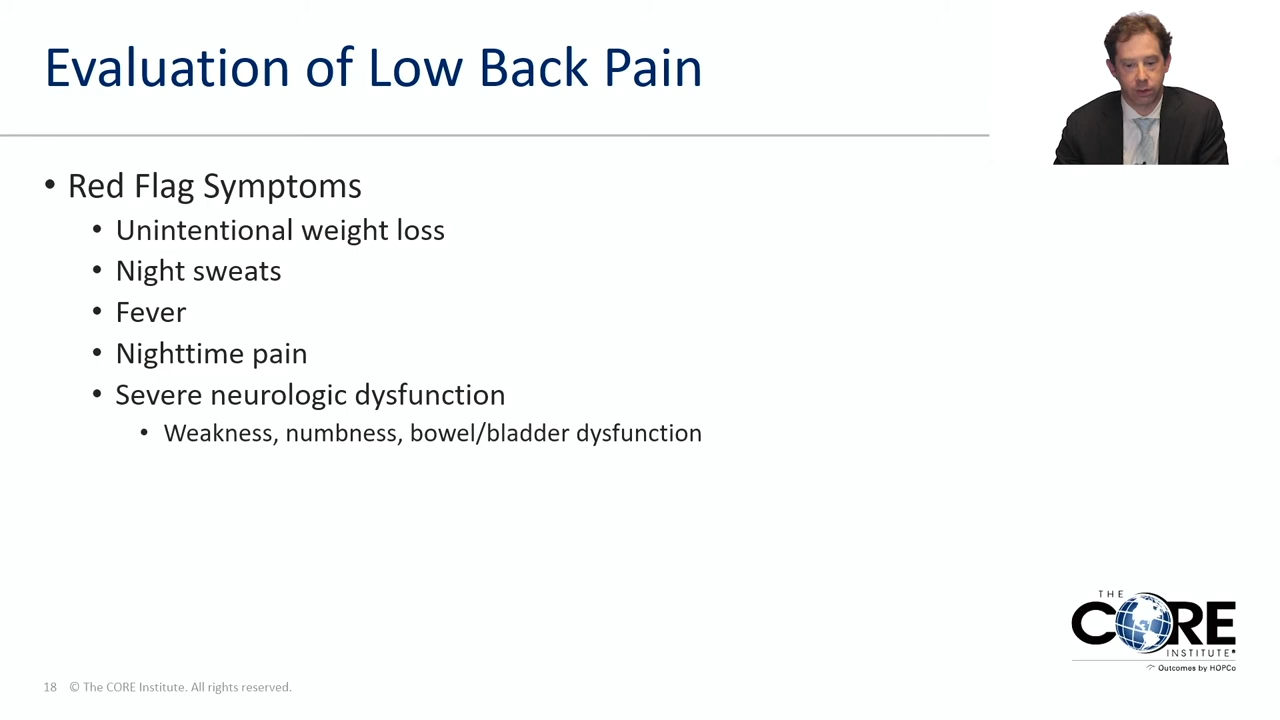 Evaluation of Low Back Pain
• Red Flag Symptoms
• Unintentional weight loss
• Night sweats
• Fever
• Nighttime pain
• Severe neurologic dysfunction
• Weakness, numbness, bowel/bladder dysfunction
THE
CORE
INSTITUTE
Outcomes by HOPCo
18 © The CORE Institute. All rights reserved.